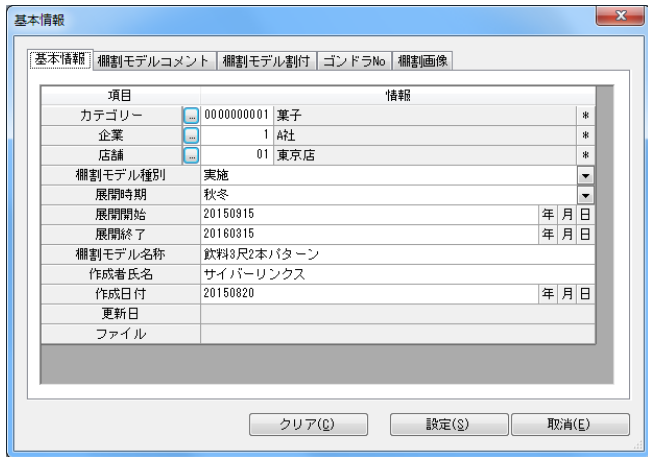 基本情報
基本情報 棚割モデルコメント 棚割モデル割付 ゴンドラNo 棚割画像
項目 情報
カテゴリー ... 0000000001 菓子 *
企業 ... 1 A社 *
店舗 ... 01 東京店 *
棚割モデル種別 実施
展開時期 秋冬
展開開始 20150915 年 月 日
展開終了 20160315 年 月 日
棚割モデル名称 飲料3尺2本パターン
作成者氏名 サイバーリンクス
作成日付 20150820 年 月 日
更新日
ファイル
クリア(C) 設定(S) 取消(E)